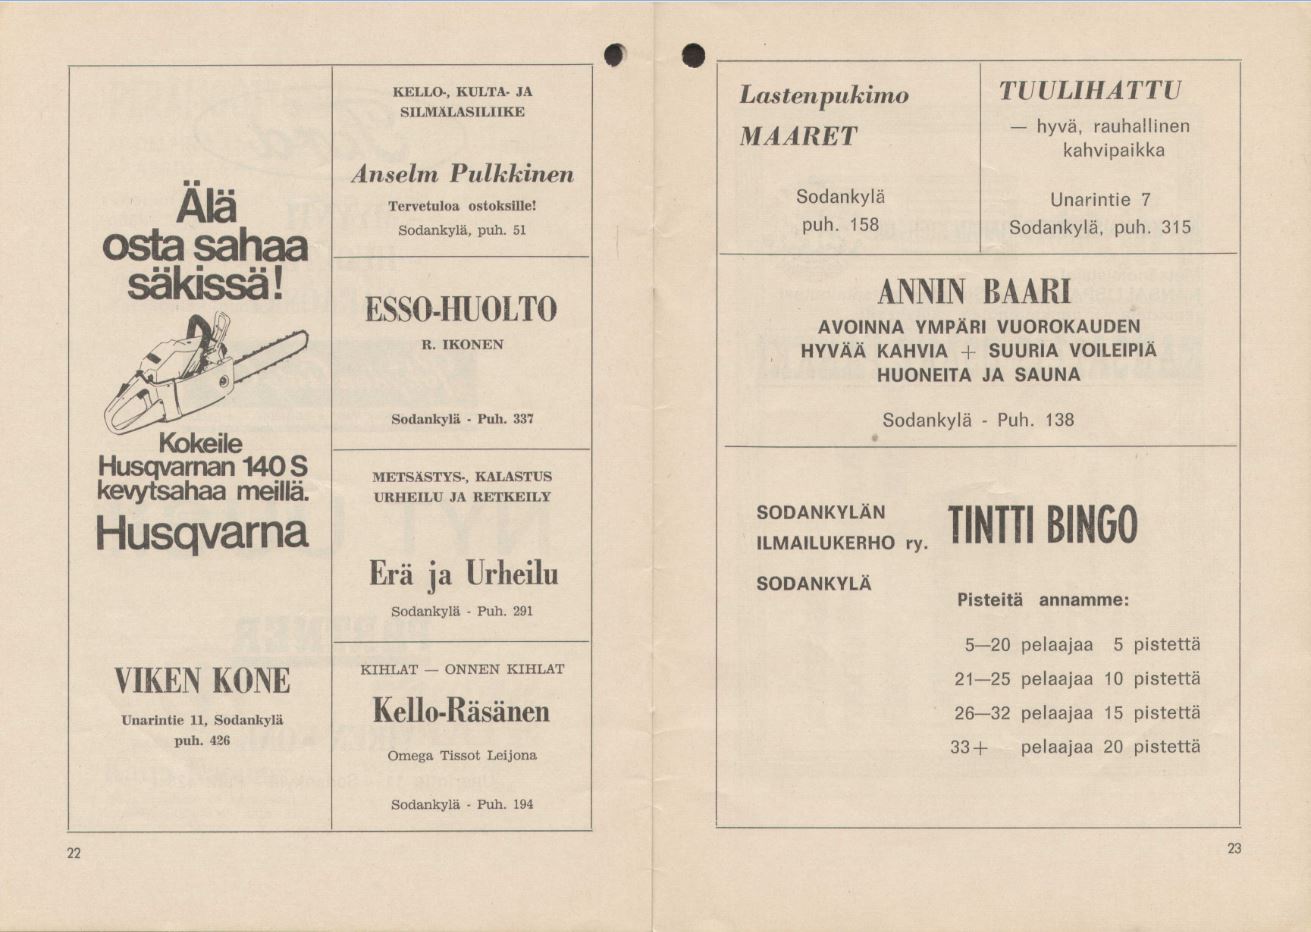 Älä
osta sahaa
säkissä!
Kokeile
Husqvarnan 140 S
kevytsahaa meillä.
Husqvarna
VIKEN KONE
Unarintie 11, Sodankylä
puh. 426
KELLO-, KULTA- JA
SILMÄLASILIIKE
Anselm Pulkkinen
Tervetuloa ostoksille!
Sodankylä, puh. 51
ESSO-HUOLTO
R. IKONEN
Sodankylä - Puh. 337
METSÄSTYS-, KALASTUS
URHEILU JA RETKEILY
Erä ja Urheilu
Sodankylä - Puh. 291
KIHLAT — ONNEN KIHLAT
Kello-Räsänen
Omega Tissot Leijona
Sodankylä - Puh. 194
22
Lastenpukimo
MAARET
Sodankylä
puh. 158
TUULIHATTU
— hyvä, rauhallinen
kahvipaikka
Unarintie 7
Sodankylä, puh. 315
ANNIN BAARI
AVOINNA YMPÄRI VUOROKAUDEN
HYVÄÄ KAHVIA + SUURIA VOILEIPIÄ
HUONEITA JA SAUNA
Sodankylä - Puh. 138
SODANKYLÄN
ILMAILUKERHO ry.
SODANKYLÄ
TINTTI BINGO
Pisteitä annamme:
5—20 pelaajaa 5 pistettä
21—25 pelaajaa 10 pistettä
26—32 pelaajaa 15 pistettä
33+ pelaajaa 20 pistettä
23